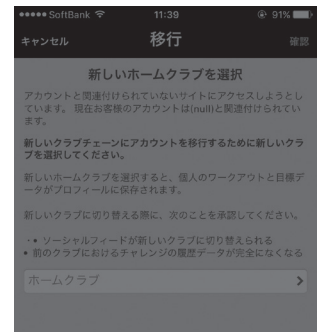 ●●●●● SoftBank 11:39 91%
キャンセル 移行 確認
新しいホームクラブを選択
アカウントと関連付けられていないサイトにアクセスしようとし
ています。 現在お客様のアカウントは(null)と関連付けられてい
ます。
新しいクラブチェーンにアカウントを移行するために新しいクラ
ブを選択してください。
新しいホームクラブを選択すると、個人のワークアウトと目標デ
ータがプロフィールに保存されます。
新しいクラブに切り替える際に、次のことを承認してください。
·• ソーシャルフィードが新しいクラブに切り替えられる
• 前のクラブにおけるチャレンジの履歴データが完全になくなる
ホームクラブ